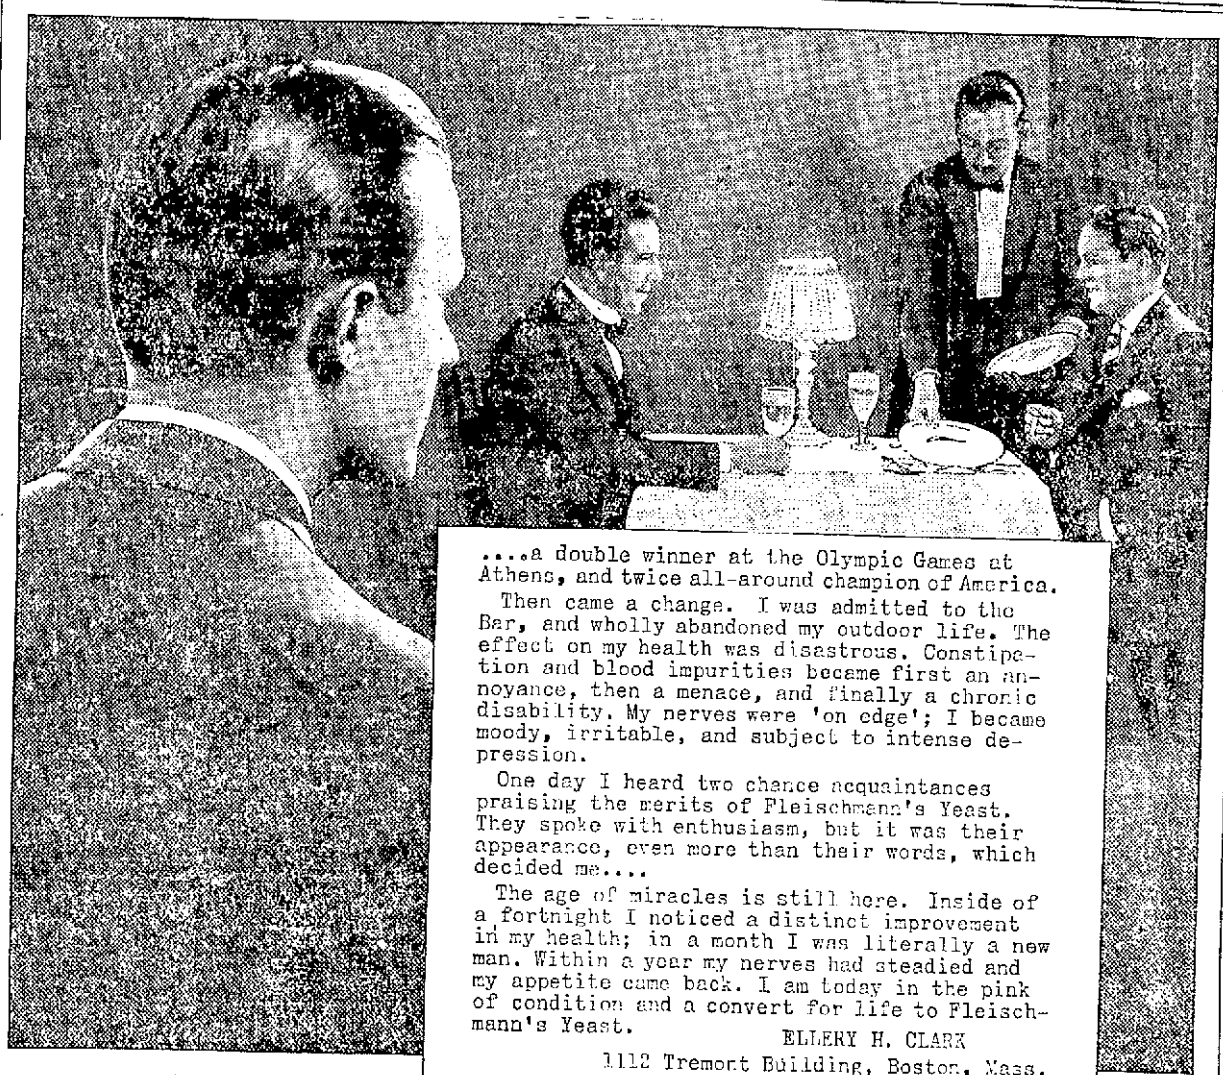 ....a double winner at the Olympic Games at
Athens, and twice all-around champion of America.
Then came a change. I was admitted to the
Bar, and wholly abandoned my outdoor life. The
effect on my health was disastrous. Constipa-
tion and blood impurities became first an an-
noyance, then a menace, and finally a chronic
disability. My nerves were 'on edge'; I became
moody, irritable, and subject to intense de-
pression.
One day I heard two chance acquaintances
praising the merits of Fleischmann's Yeast.
They spoke with enthusiasm, but it was their
appearance, even more than their words, which
decided me....
The age of miracles is still here. Inside of
a fortnight I noticed a distinct improvement
in my health; in a month I was literally a new
man. Within a year my nerves had steadied and
my appetite came back. I am today in the pink
of condition and a convert for life to Fleisch-
mann's Yeast.
ELLERY H. CLARK
1112 Tremont Building, Boston, Mass.